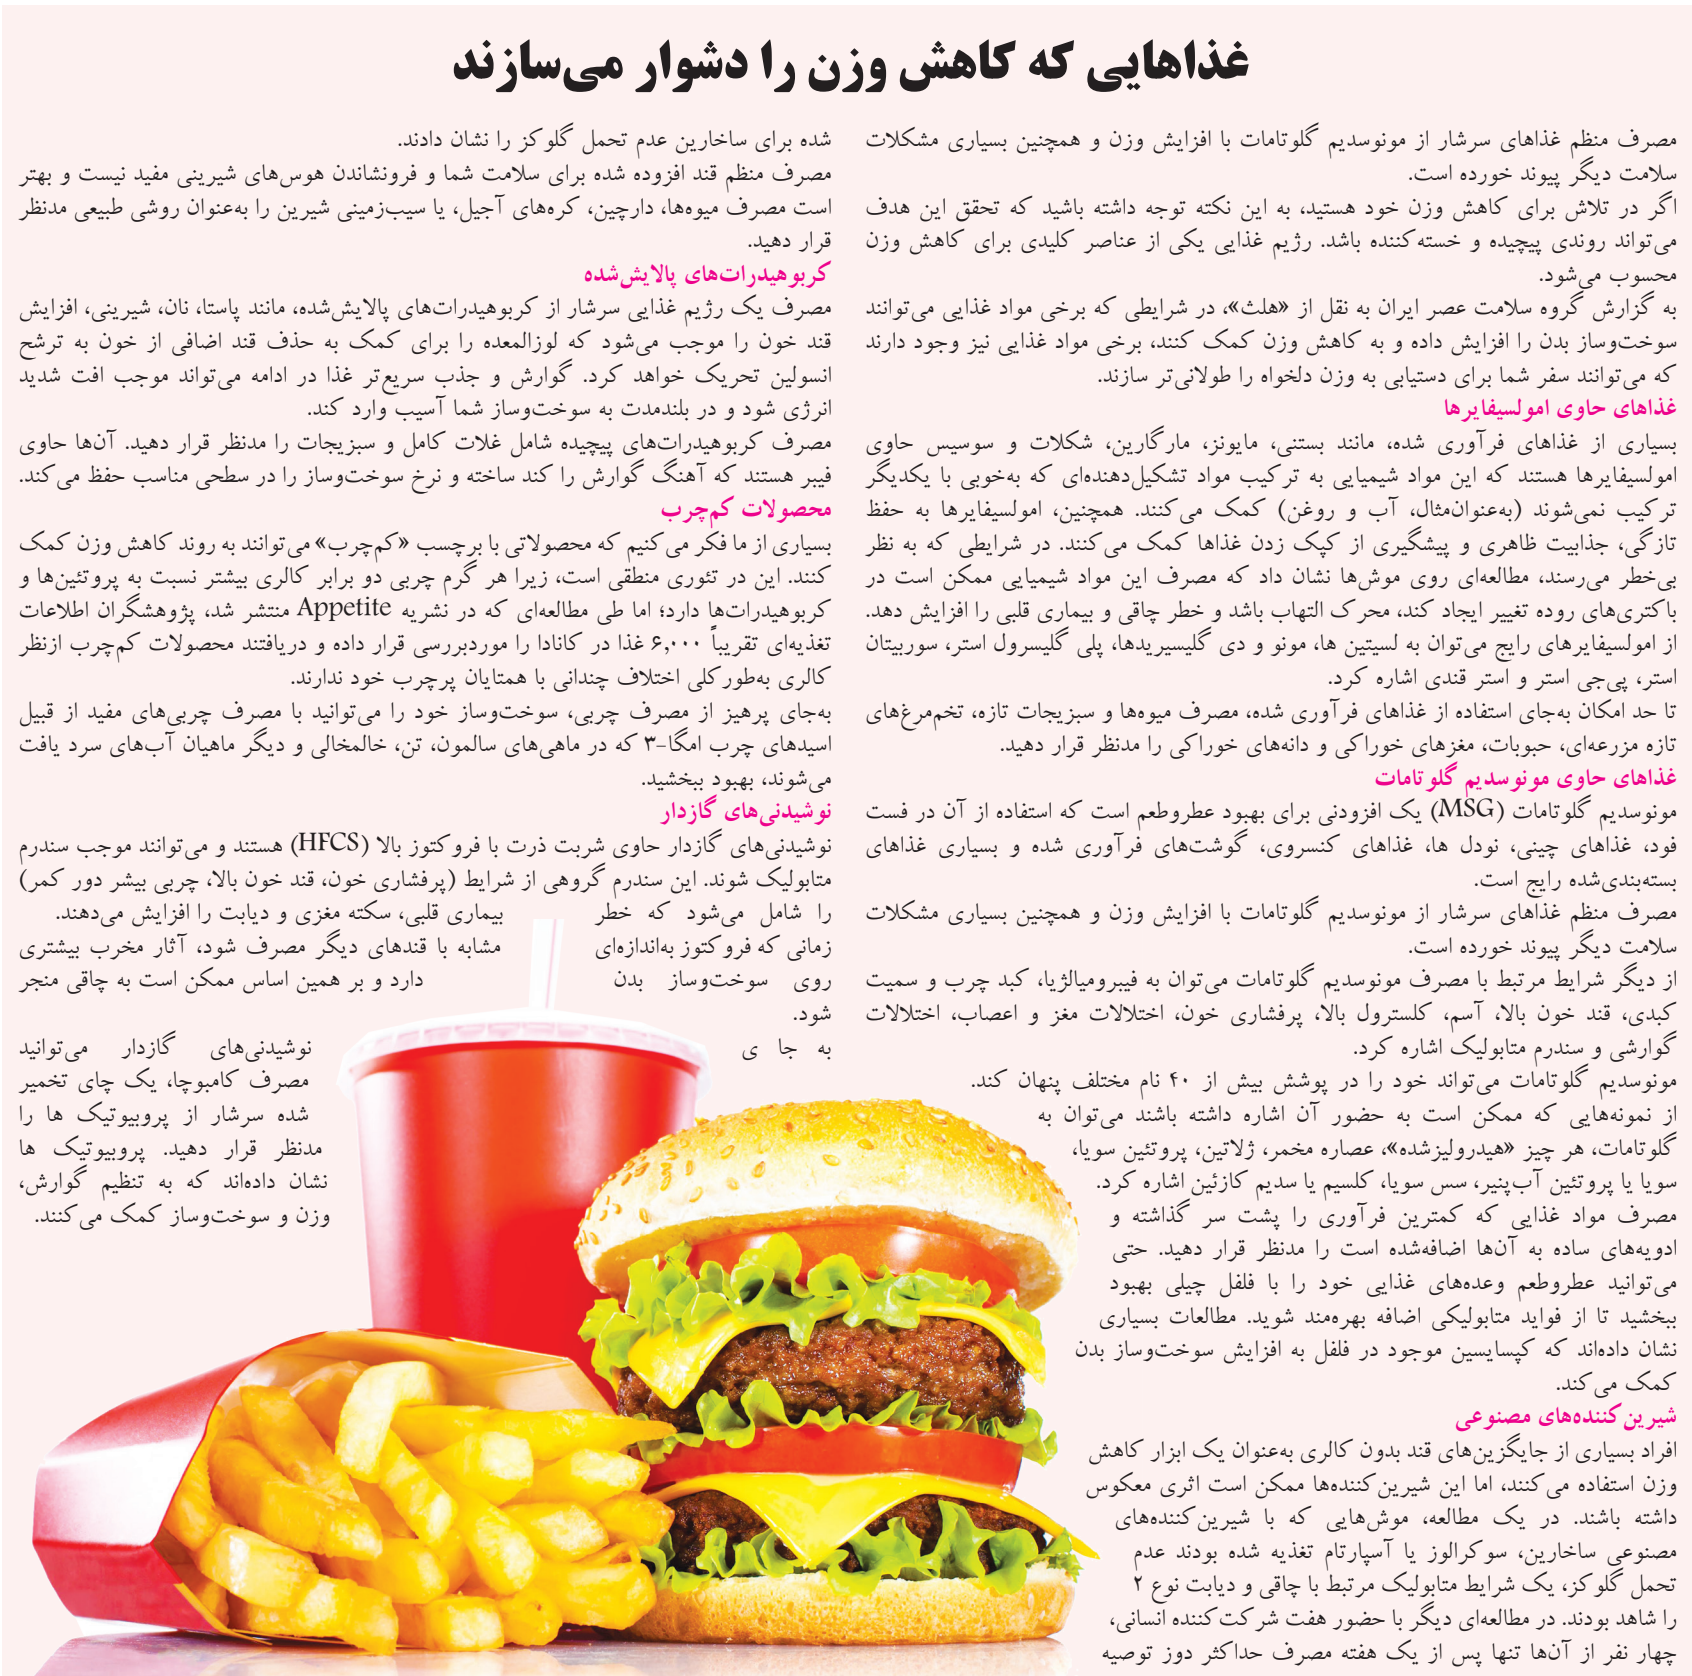 غذاهایی که کاهش وزن را دشوار می‌سازند
مصرف منظم غذاهای سرشار از مونوسدیم گلوتامات با افزایش وزن و همچنین بسیاری مشکلات
سلامت دیگر پیوند خورده است.
اگر در تلاش برای کاهش وزن خود هستید، به این نکته توجه داشته باشید که تحقق این هدف
می‌تواند روندی پیچیده و خسته‌کننده باشد. رژیم غذایی یکی از عناصر کلیدی برای کاهش وزن
محسوب می‌شود.
به گزارش گروه سلامت عصر ایران به نقل از «هلث»، در شرایطی که برخی مواد غذایی می‌توانند
سوخت‌وساز بدن را افزایش داده و به کاهش وزن کمک کنند، برخی مواد غذایی نیز وجود دارند
که می‌توانند سفر شما برای دستیابی به وزن دلخواه را طولانی‌تر سازند.
غذاهای حاوی امولسیفایرها
بسیاری از غذاهای فرآوری شده، مانند بستنی، مایونز، مارگارین، شکلات و سوسیس حاوی
امولسیفایرها هستند که این مواد شیمیایی به ترکیب مواد تشکیل‌دهنده‌ای که به‌خوبی با یکدیگر
ترکیب نمی‌شوند (به‌عنوان‌مثال، آب و روغن) کمک می‌کنند. همچنین، امولسیفایرها به حفظ
تازگی، جذابیت ظاهری و پیشگیری از کپک زدن غذاها کمک می‌کنند. در شرایطی که به نظر
بی‌خطر می‌رسند، مطالعه‌ای روی موش‌ها نشان داد که مصرف این مواد شیمیایی ممکن است در
باکتری‌های روده تغییر ایجاد کند، محرک التهاب باشد و خطر چاقی و بیماری قلبی را افزایش دهد.
از امولسیفایرهای رایج می‌توان به لسیتین ها، مونو و دی گلیسیریدها، پلی گلیسرول استر، سوربیتان
استر، پی‌جی استر و استر قندی اشاره کرد.
تا حد امکان به‌جای استفاده از غذاهای فرآوری شده، مصرف میوه‌ها و سبزیجات تازه، تخم‌مرغ‌های
تازه مزرعه‌ای، حبوبات، مغزهای خوراکی و دانه‌های خوراکی را مدنظر قرار دهید.
غذاهای حاوی مونوسدیم گلوتامات
مونوسدیم گلوتامات (MSG) یک افزودنی برای بهبود عطروطعم است که استفاده از آن در فست
فود، غذاهای چینی، نودل ها، غذاهای کنسروی، گوشت‌های فرآوری شده و بسیاری غذاهای
بسته‌بندی‌شده رایج است.
مصرف منظم غذاهای سرشار از مونوسدیم گلوتامات با افزایش وزن و همچنین بسیاری مشکلات
سلامت دیگر پیوند خورده است.
از دیگر شرایط مرتبط با مصرف مونوسدیم گلوتامات می‌توان به فیبرومیالژیا، کبد چرب و سمیت
کبدی، قند خون بالا، آسم، کلسترول بالا، پرفشاری خون، اختلالات مغز و اعصاب، اختلالات
گوارشی و سندرم متابولیک اشاره کرد.
مونوسدیم گلوتامات می‌تواند خود را در پوشش بیش از ۴۰ نام مختلف پنهان کند.
از نمونه‌هایی که ممکن است به حضور آن اشاره داشته باشند می‌توان به
گلوتامات، هر چیز «هیدرولیزشده»، عصاره مخمر، ژلاتین، پروتئین سویا،
سویا یا پروتئین آب‌پنیر، سس سویا، کلسیم یا سدیم کازئین اشاره کرد.
مصرف مواد غذایی که کمترین فرآوری را پشت سر گذاشته و
ادویه‌های ساده به آن‌ها اضافه‌شده است را مدنظر قرار دهید. حتی
می‌توانید عطروطعم وعده‌های غذایی خود را با فلفل چیلی بهبود
ببخشید تا از فواید متابولیکی اضافه بهره‌مند شوید. مطالعات بسیاری
نشان داده‌اند که کپسایسین موجود در فلفل به افزایش سوخت‌وساز بدن
کمک می‌کند.
شیرین‌کننده‌های مصنوعی
افراد بسیاری از جایگزین‌های قند بدون کالری به‌عنوان یک ابزار کاهش
وزن استفاده می‌کنند، اما این شیرین‌کننده‌ها ممکن است اثری معکوس
داشته باشند. در یک مطالعه، موش‌هایی که با شیرین‌کننده‌های
مصنوعی ساخارین، سوکرالوز یا آسپارتام تغذیه شده بودند عدم
تحمل گلوکز، یک شرایط متابولیک مرتبط با چاقی و دیابت نوع ۲
را شاهد بودند. در مطالعه‌ای دیگر با حضور هفت شرکت‌کننده انسانی،
چهار نفر از آن‌ها تنها پس از یک هفته مصرف حداکثر دوز توصیه
شده برای ساخارین عدم تحمل گلوکز را نشان دادند.
مصرف منظم قند افزوده شده برای سلامت شما و فرونشاندن هوس‌های شیرینی مفید نیست و بهتر
است مصرف میوه‌ها، دارچین، کره‌های آجیل، یا سیب‌زمینی شیرین را به‌عنوان روشی طبیعی مدنظر
قرار دهید.
کربوهیدرات‌های پالایش‌شده
مصرف یک رژیم غذایی سرشار از کربوهیدرات‌های پالایش‌شده، مانند پاستا، نان، شیرینی، افزایش
قند خون را موجب می‌شود که لوزالمعده را برای کمک به حذف قند اضافی از خون به ترشح
انسولین تحریک خواهد کرد. گوارش و جذب سریع‌تر غذا در ادامه می‌تواند موجب افت شدید
انرژی شود و در بلندمدت به سوخت‌وساز شما آسیب وارد کند.
مصرف کربوهیدرات‌های پیچیده شامل غلات کامل و سبزیجات را مدنظر قرار دهید. آن‌ها حاوی
فیبر هستند که آهنگ گوارش را کند ساخته و نرخ سوخت‌وساز را در سطحی مناسب حفظ می‌کند.
محصولات کم‌چرب
بسیاری از ما فکر می‌کنیم که محصولاتی با برچسب «کم‌چرب» می‌توانند به روند کاهش وزن کمک
کنند. این در تئوری منطقی است، زیرا هر گرم چربی دو برابر کالری بیشتر نسبت به پروتئین‌ها و
کربوهیدرات‌ها دارد؛ اما طی مطالعه‌ای که در نشریه Appetite منتشر شد، پژوهشگران اطلاعات
تغذیه‌ای تقریباً ۶,۰۰۰ غذا در کانادا را موردبررسی قرار داده و دریافتند محصولات کم‌چرب ازنظر
کالری به‌طورکلی اختلاف چندانی با همتایان پرچرب خود ندارند.
به‌جای پرهیز از مصرف چربی، سوخت‌وساز خود را می‌توانید با مصرف چربی‌های مفید از قبیل
اسیدهای چرب امگا-۳ که در ماهی‌های سالمون، تن، خالمخالی و دیگر ماهیان آب‌های سرد یافت
می‌شوند، بهبود ببخشید.
نوشیدنی‌های گازدار
نوشیدنی‌های گازدار حاوی شربت ذرت با فروکتوز بالا (HFCS) هستند و می‌توانند موجب سندرم
متابولیک شوند. این سندرم گروهی از شرایط (پرفشاری خون، قند خون بالا، چربی بیشر دور کمر)
را شامل می‌شود که خطر بیماری قلبی، سکته مغزی و دیابت را افزایش می‌دهند.
زمانی که فروکتوز به‌اندازه‌ای مشابه با قندهای دیگر مصرف شود، آثار مخرب بیشتری
روی سوخت‌وساز بدن دارد و بر همین اساس ممکن است به چاقی منجر
شود.
به جا ی نوشیدنی‌های گازدار می‌توانید
مصرف کامبوچا، یک چای تخمیر
شده سرشار از پروبیوتیک ها را
مدنظر قرار دهید. پروبیوتیک ها
نشان داده‌اند که به تنظیم گوارش،
وزن و سوخت‌وساز کمک می‌کنند.